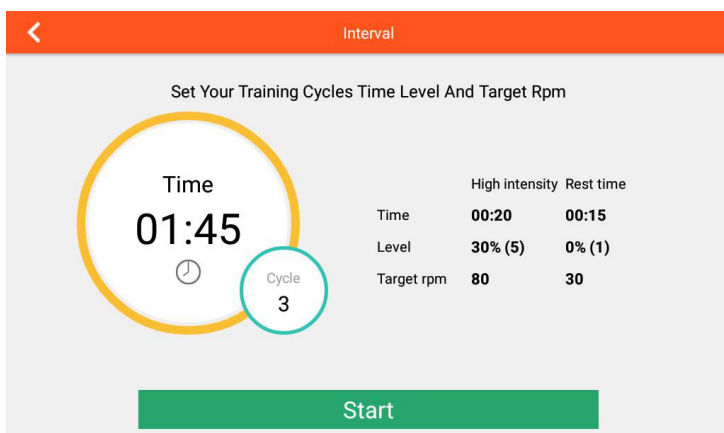 Interval
Set Your Training Cycles Time Level And Target Rpm
Time
01:45
Cycle
3
High intensity Rest time
Time 00:20 00:15
Level 30% (5) 0% (1)
Target rpm 80 30
Start